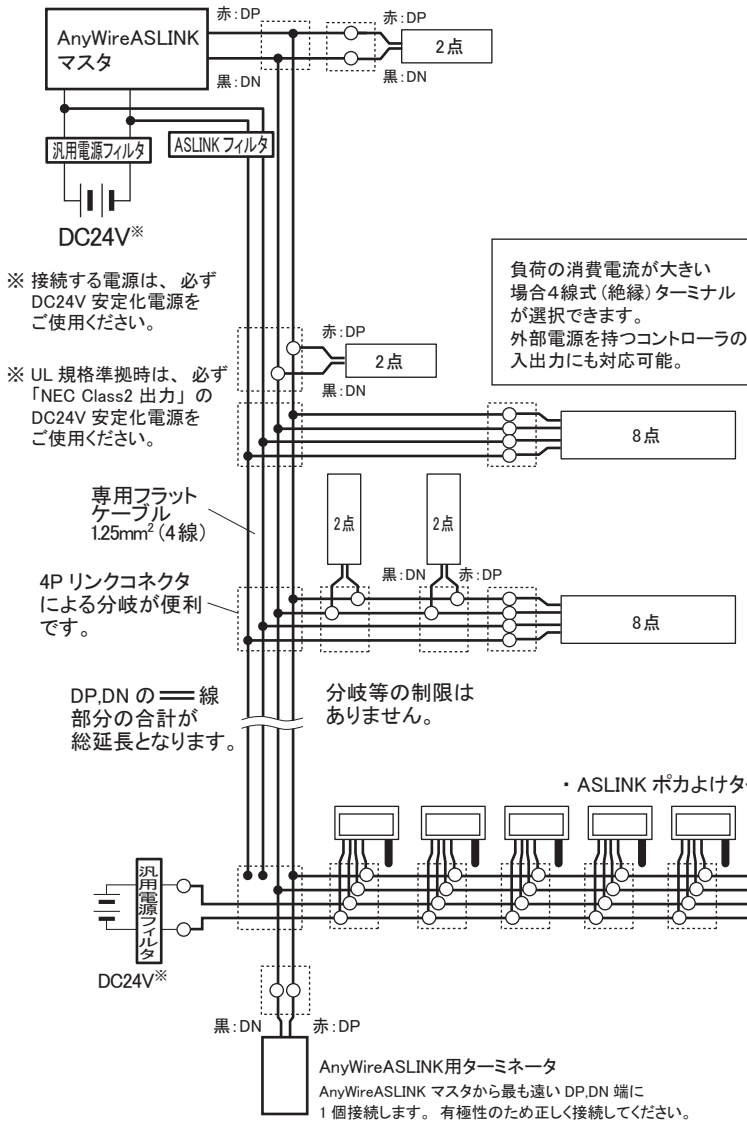 赤：DP
赤：DP
AnyWireASLINK
マスタ
2点
黒：DN
黒：DN
汎用電源フィルタ
ASLINK フィルタ
DC24V※
※ 接続する電源は、必ず
DC24V 安定化電源を
ご使用ください。
負荷の消費電流が大きい
場合4線式（絶縁）ターミナル
が選択できます。
外部電源を持つコントローラの
入出力にも対応可能。
赤：DP
2点
黒：DN
※ UL 規格準拠時は、必ず
「NEC Class2 出力」の
DC24V 安定化電源を
ご使用ください。
8点
専用フラット
ケーブル
1.25mm²（4線）
2点
2点
黒：DN
赤：DP
4P リンクコネクタ
による分岐が便利
です。
8点
DP,DN の 線
部分の合計が
総延長となります。
分岐等の制限は
ありません。
・ASLINK ポカよけタ
汎用電源フィルタ
DC24V※
黒：DN
赤：DP
AnyWireASLINK用ターミネータ
AnyWireASLINK マスタから最も遠い DP,DN 端に
1 個接続します。有極性のため正しく接続してください。